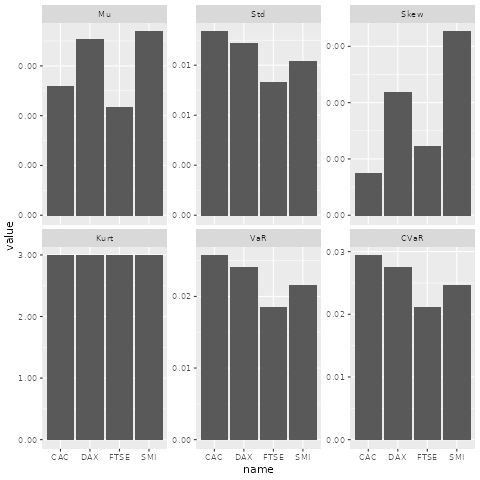 Mu
Std
Skew
0.00
0.00
0.00
0.00
0.01
0.01
0.00
0.00
0.00
0.00
0.00
0.00
Kurt
VaR
CVaR
3.00
2.00
1.00
0.00
0.02
0.01
0.00
0.03
0.02
0.01
0.00
CAC DAX FTSE SMI
CAC DAX FTSE SMI
CAC DAX FTSE SMI
name
value